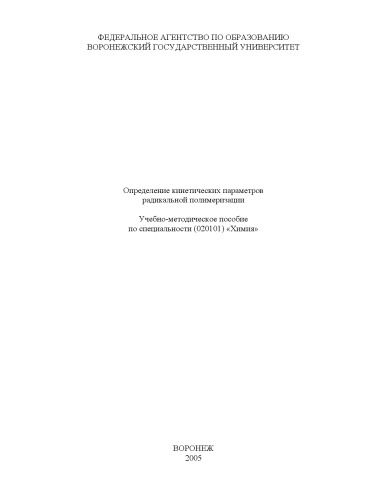 ФЕДЕРАЛЬНОЕ АГЕНТСТВО ПО ОБРАЗОВАНИЮ
ВОРОНЕЖСКИЙ ГОСУДАРСТВЕННЫЙ УНИВЕРСИТЕТ
Определение кинетических параметров
радикальной полимеризации
Учебно-методическое пособие
по специальности (020101) «Химия»
ВОРОНЕЖ
2005